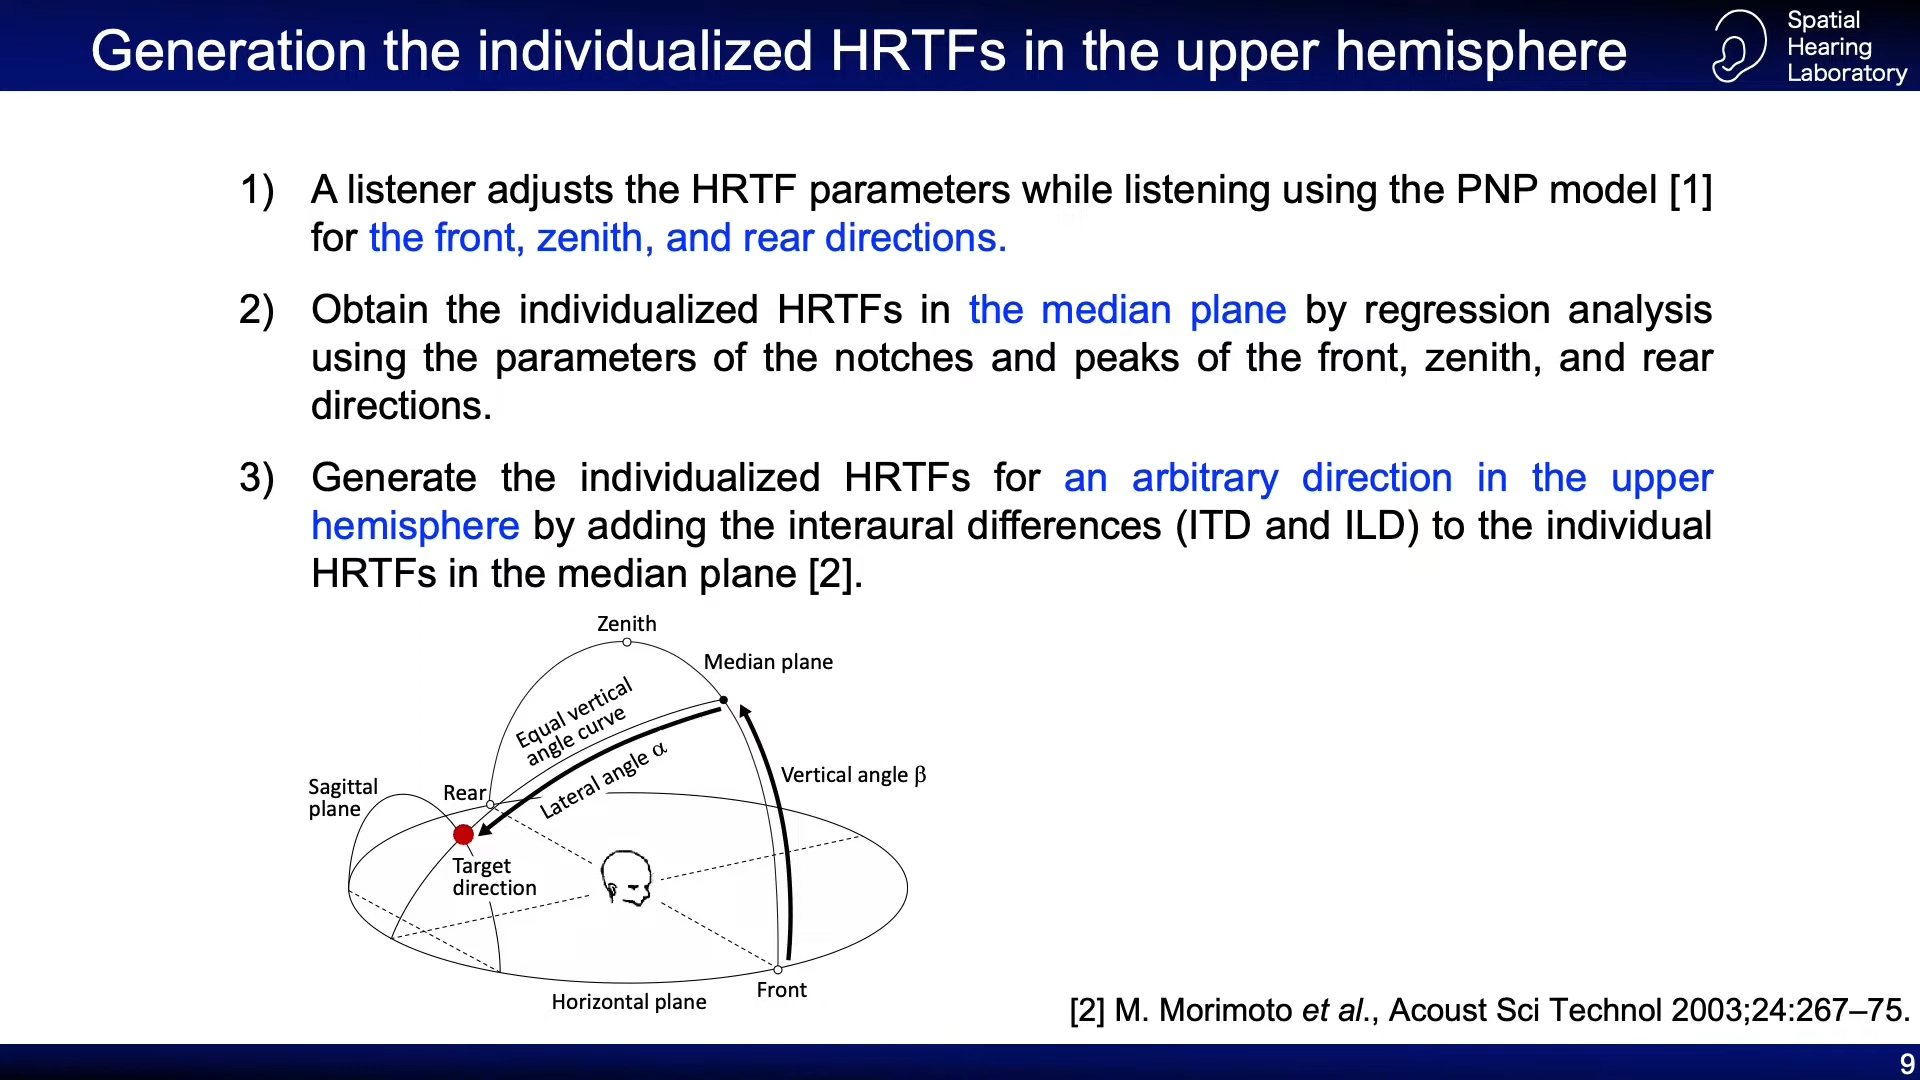 Generation the individualized HRTFs in the upper hemisphere
Spatial
Hearing
Laboratory
1) A listener adjusts the HRTF parameters while listening using the PNP model [1]
for the front, zenith, and rear directions.
2) Obtain the individualized HRTFs in the median plane by regression analysis
using the parameters of the notches and peaks of the front, zenith, and rear
directions.
3) Generate the individualized HRTFs for an arbitrary direction in the upper
hemisphere by adding the interaural differences (ITD and ILD) to the individual
HRTFs in the median plane [2].
Zenith
Median plane
Equal vertical
angle curve
Lateral angle α
Vertical angle β
Sagittal
plane
Rear
Target
direction
Front
Horizontal plane
[2] M. Morimoto et al., Acoust Sci Technol 2003;24:267–75.
9